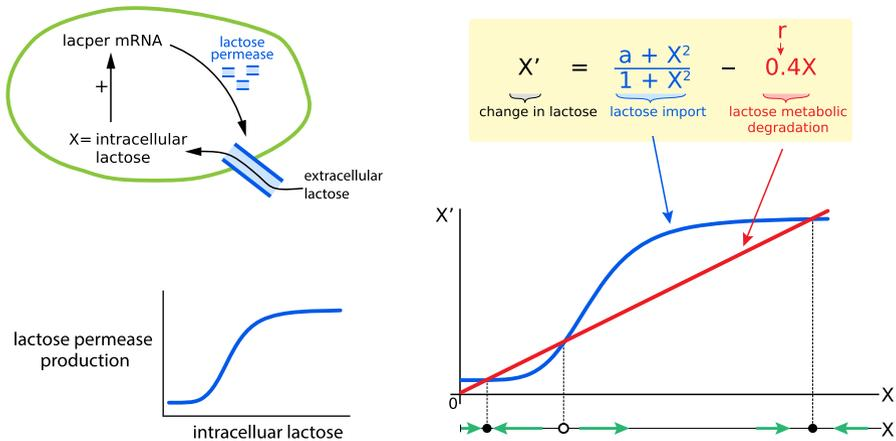 lacper mRNA
lactose
permease
+
X= intracellular
lactose
extracellular
lactose
lactose permease
production
intracelluar lactose
r
X’ = a + X² / 1 + X² − 0.4X
change in lactose
lactose import
lactose metabolic
degradation
X’
0
X
X